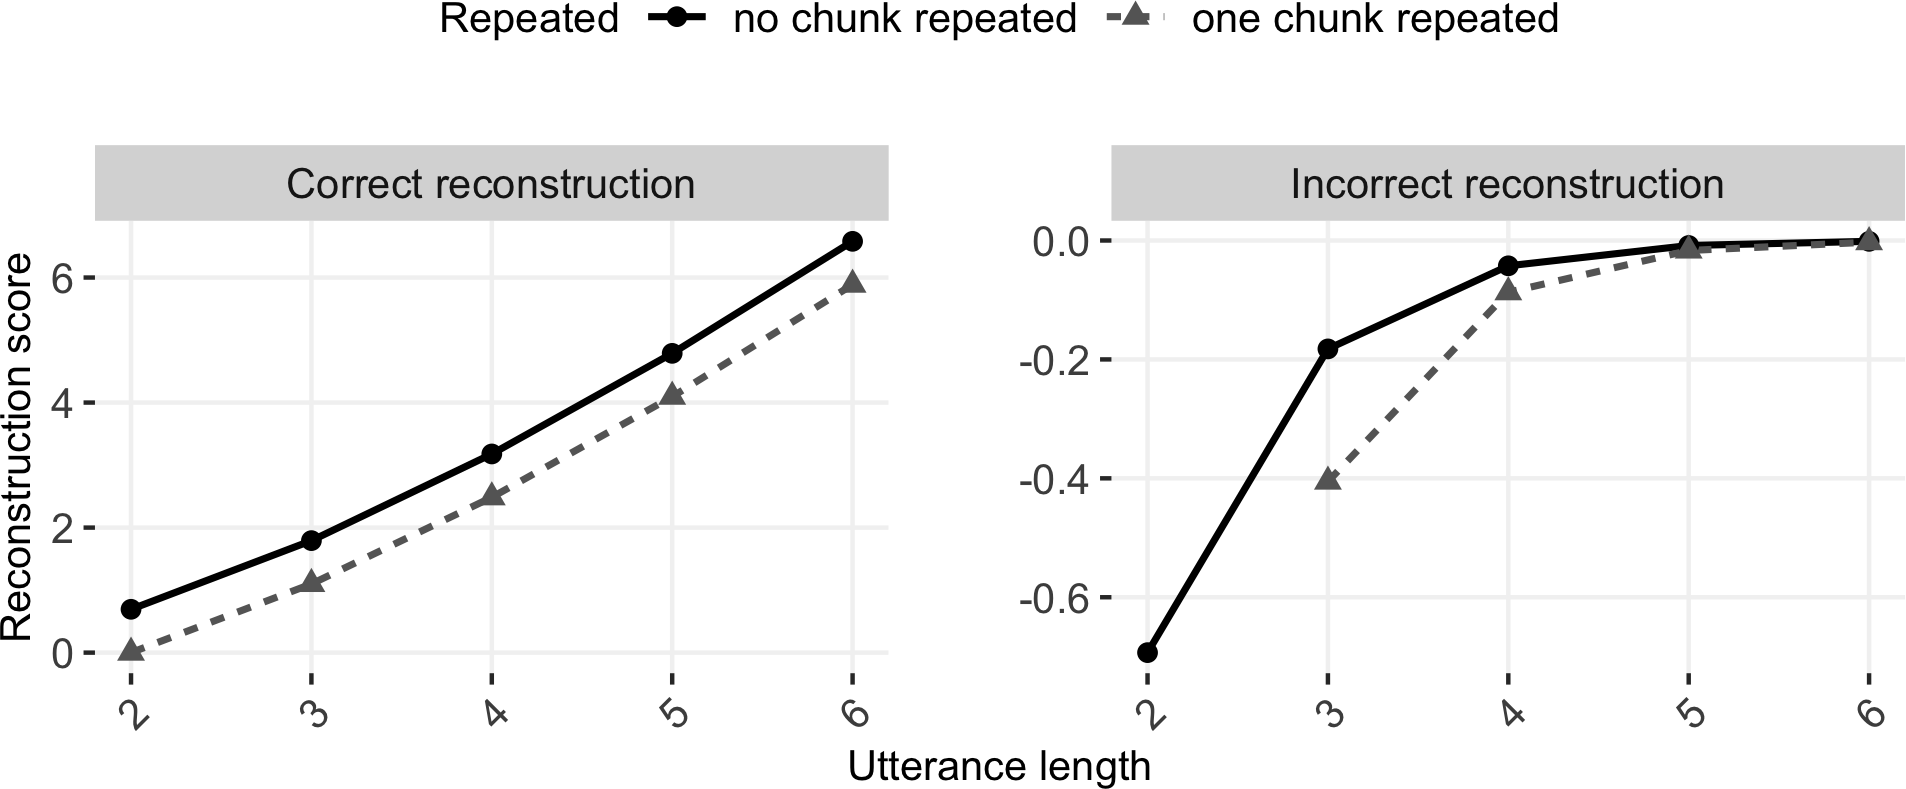 Repeated no chunk repeated one chunk repeated
Correct reconstruction
Incorrect reconstruction
Reconstruction score
6
4
2
0
2 3 4 5 6
0.0
-0.2
-0.4
-0.6
2 3 4 5 6
Utterance length